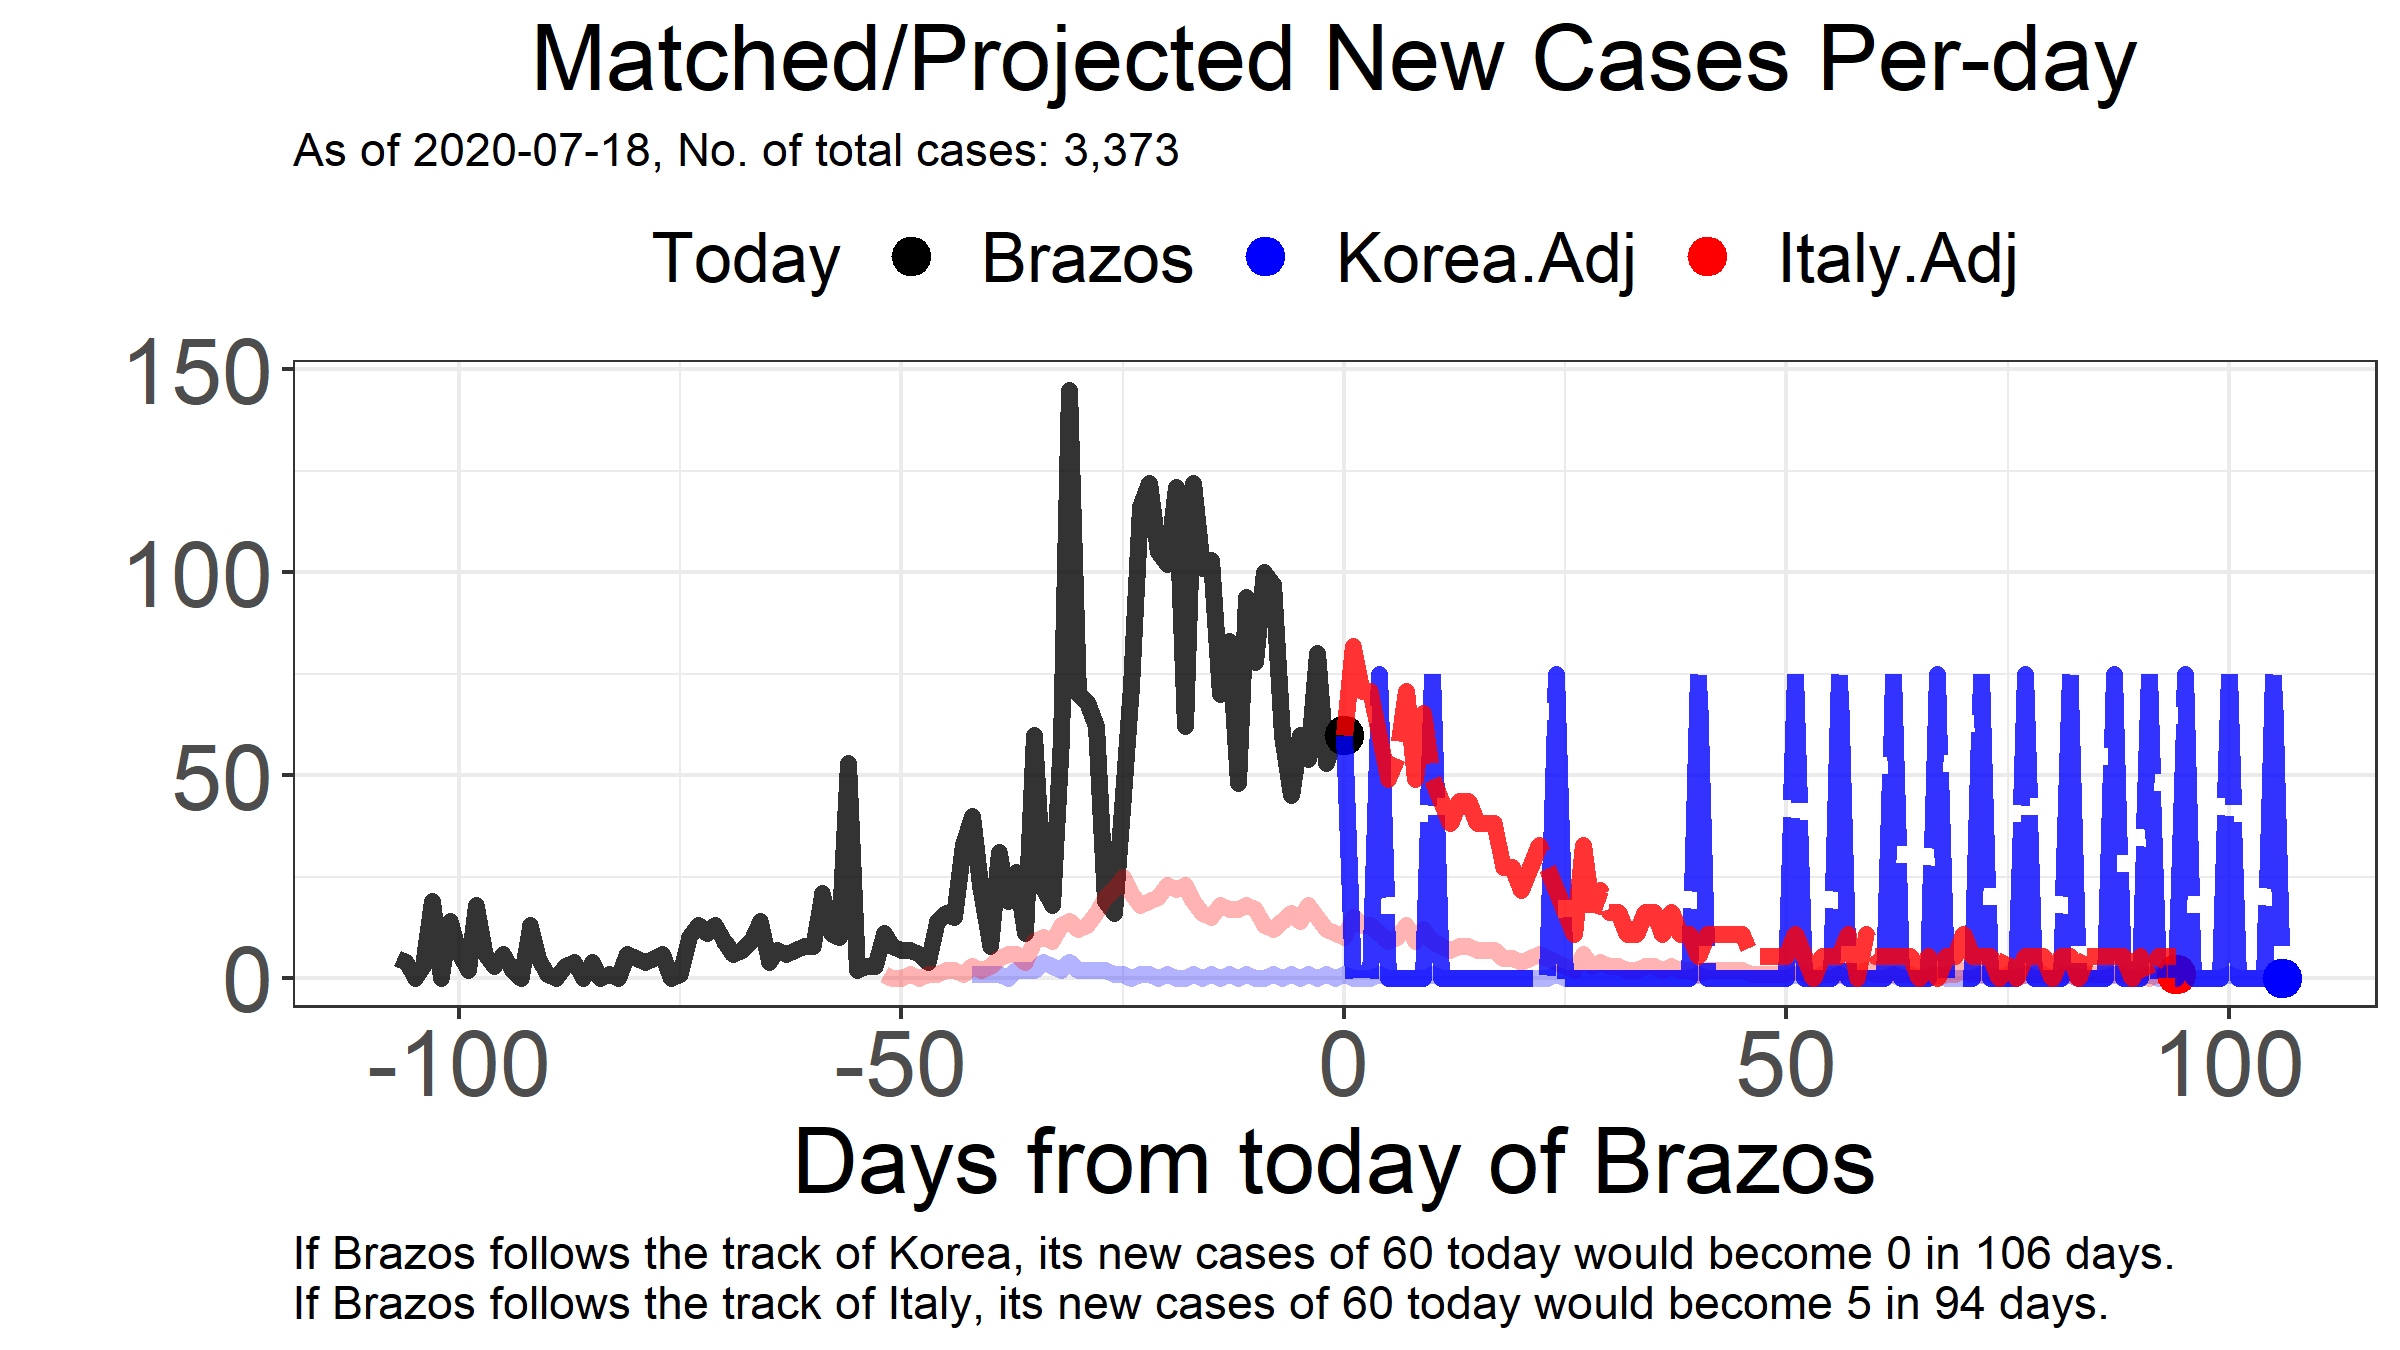 Matched/Projected New Cases Per-day
As of 2020-07-18, No. of total cases: 3,373
Today Brazos Korea.Adj Italy.Adj
150
100
50
0
-100 -50 0 50 100
Days from today of Brazos
If Brazos follows the track of Korea, its new cases of 60 today would become 0 in 106 days.
If Brazos follows the track of Italy, its new cases of 60 today would become 5 in 94 days.